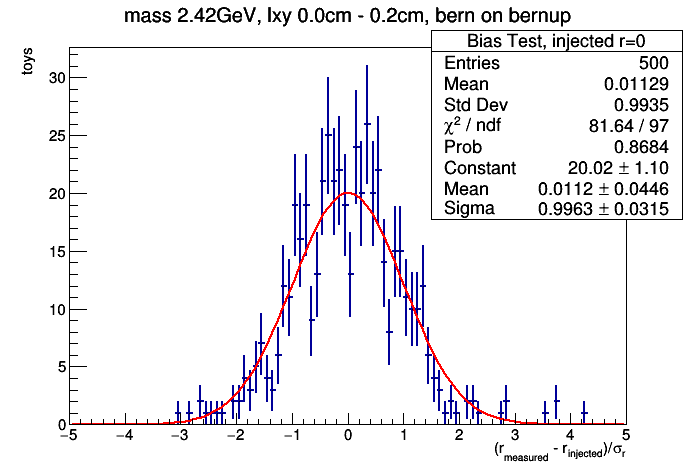 mass 2.42GeV, lxy 0.0cm - 0.2cm, bern on bernup
toys
Bias Test, injected r=0
Entries 500
Mean 0.01129
Std Dev 0.9935
χ² / ndf 81.64 / 97
Prob 0.8684
Constant 20.02 ± 1.10
Mean 0.0112 ± 0.0446
Sigma 0.9963 ± 0.0315
30
25
20
15
10
5
0
−5 −4 −3 −2 −1 0 1 2 3 4 5
(r_measured - r_injected)/σ_r